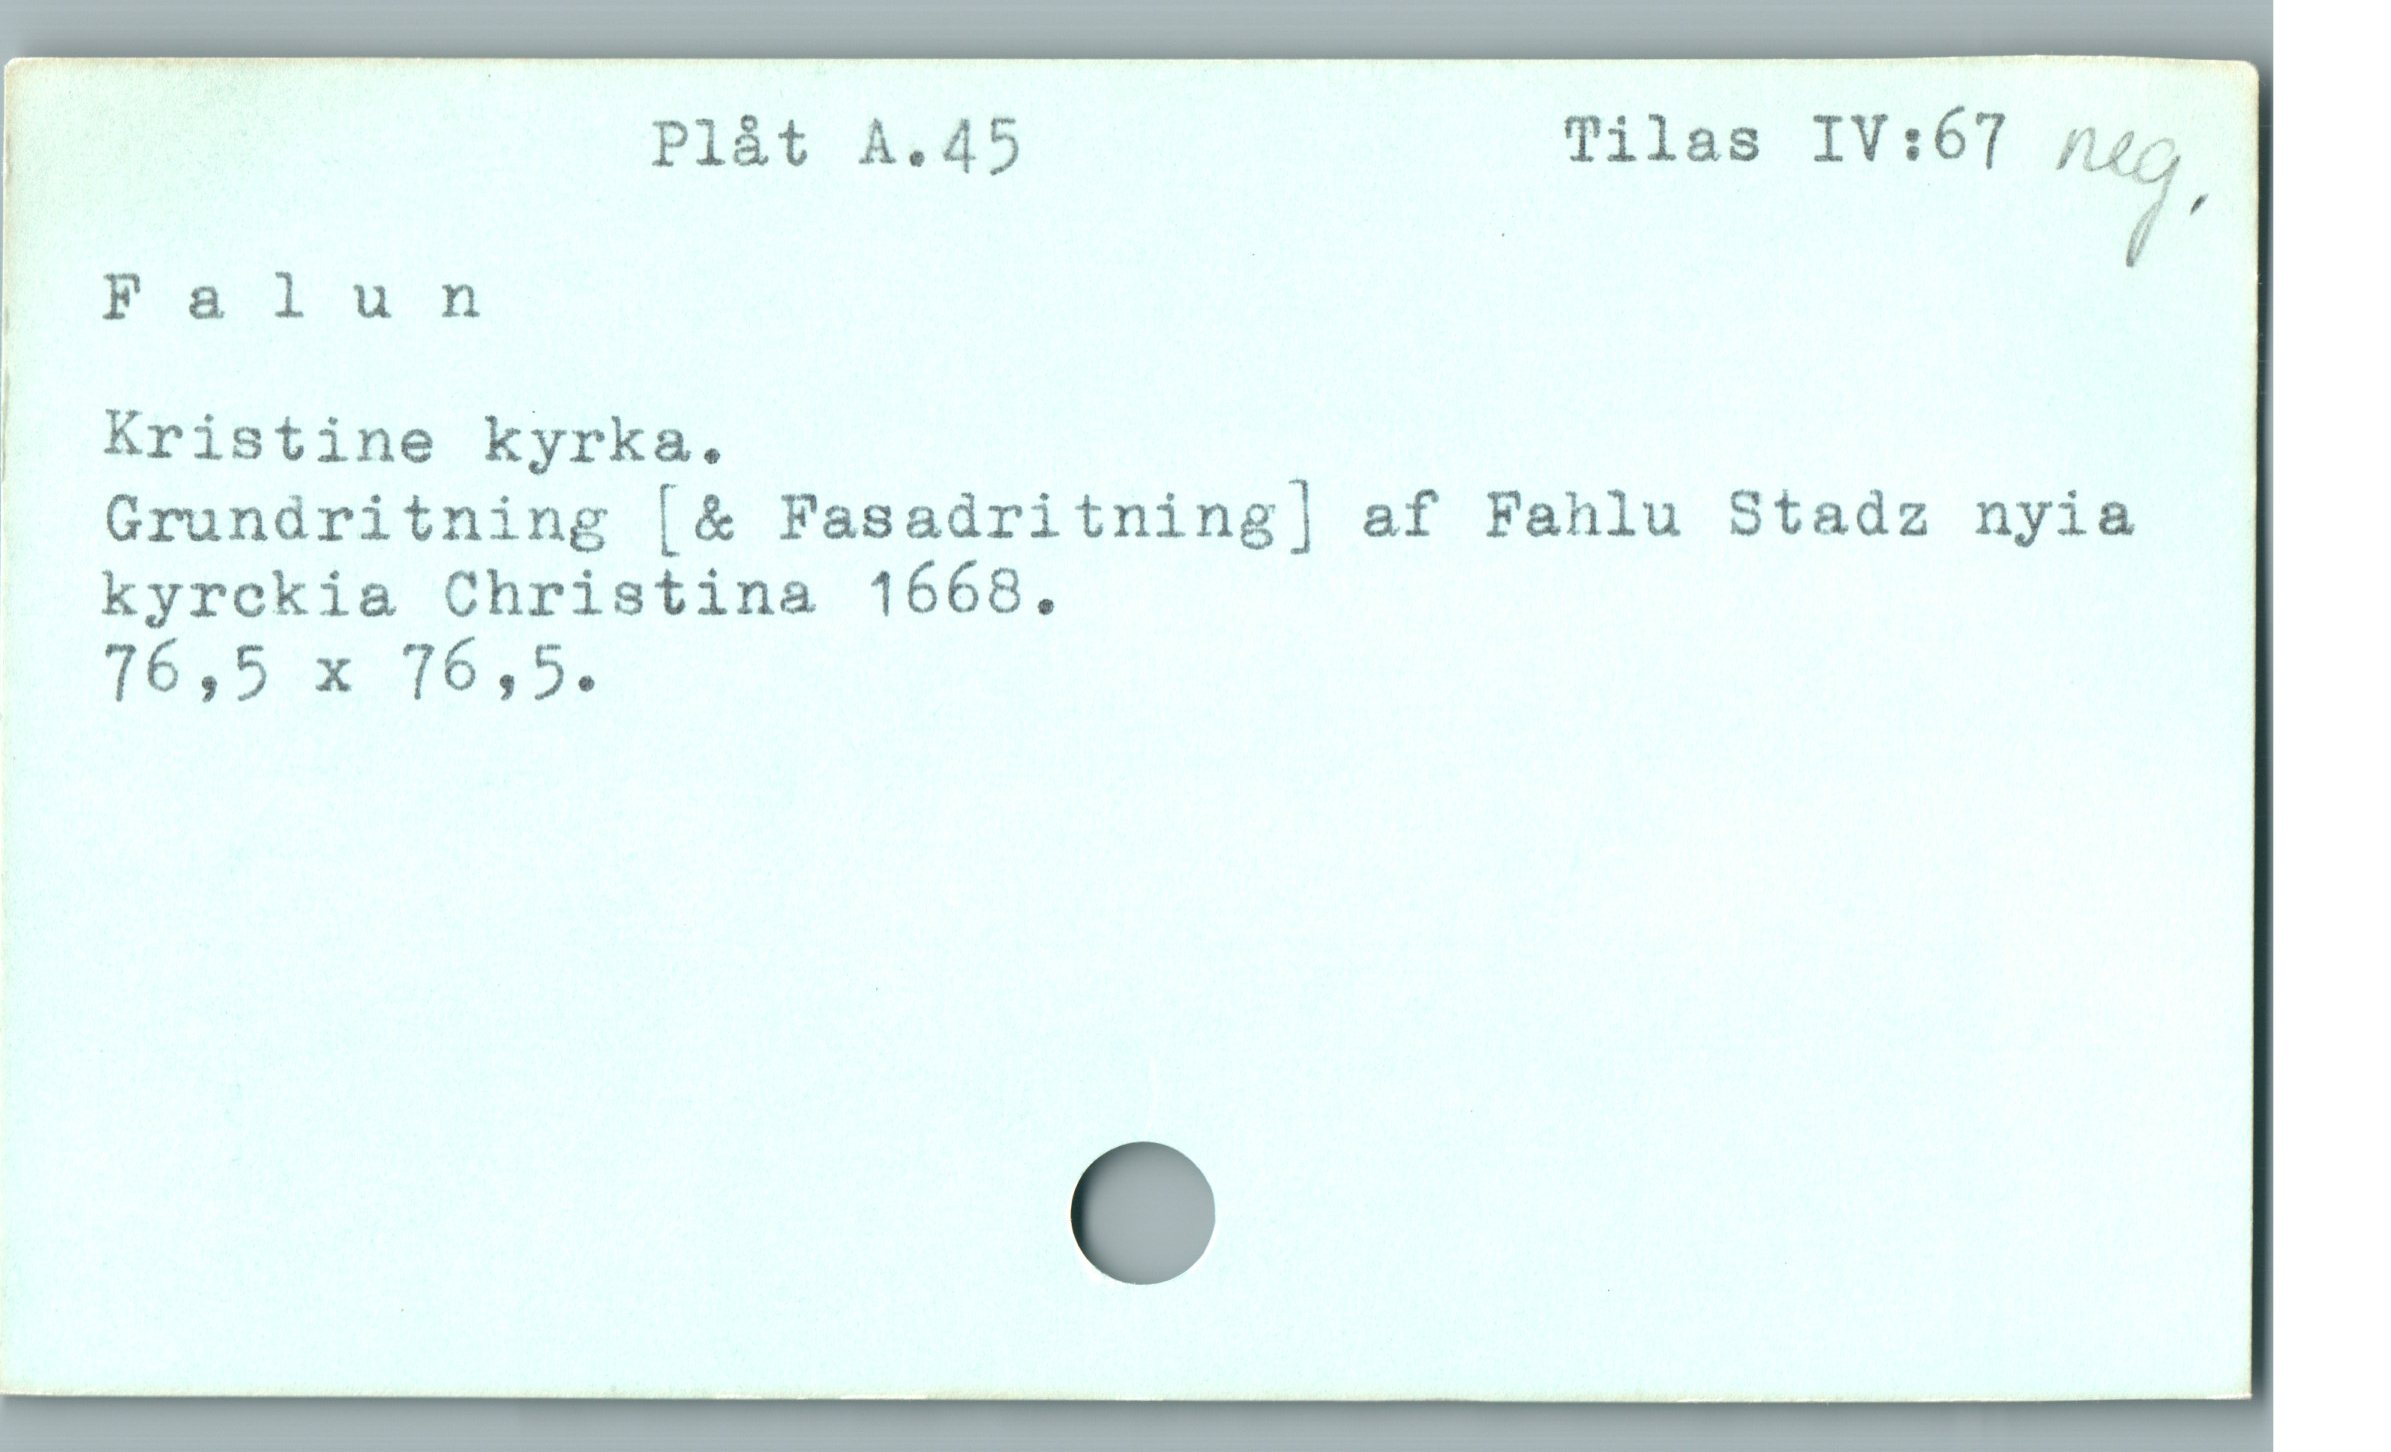 Plåt A.45 Tilas IV:67 neg.
F a l u n
Kristine kyrka.
Grundritning [& Fasadritning] af Fahlu Stadz nyia
kyrckia Christina 1668.
76,5 x 76,5.